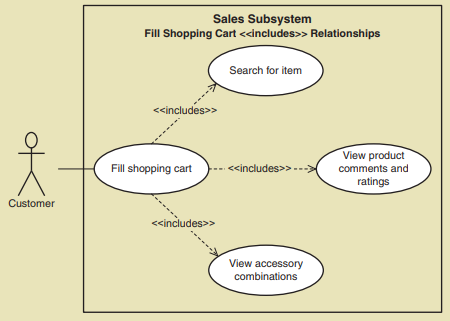 Sales Subsystem
Fill Shopping Cart <<includes>> Relationships
Search for item
<<includes>>
Fill shopping cart
<<includes>>
View product
comments and
ratings
Customer
<<includes>>
View accessory
combinations